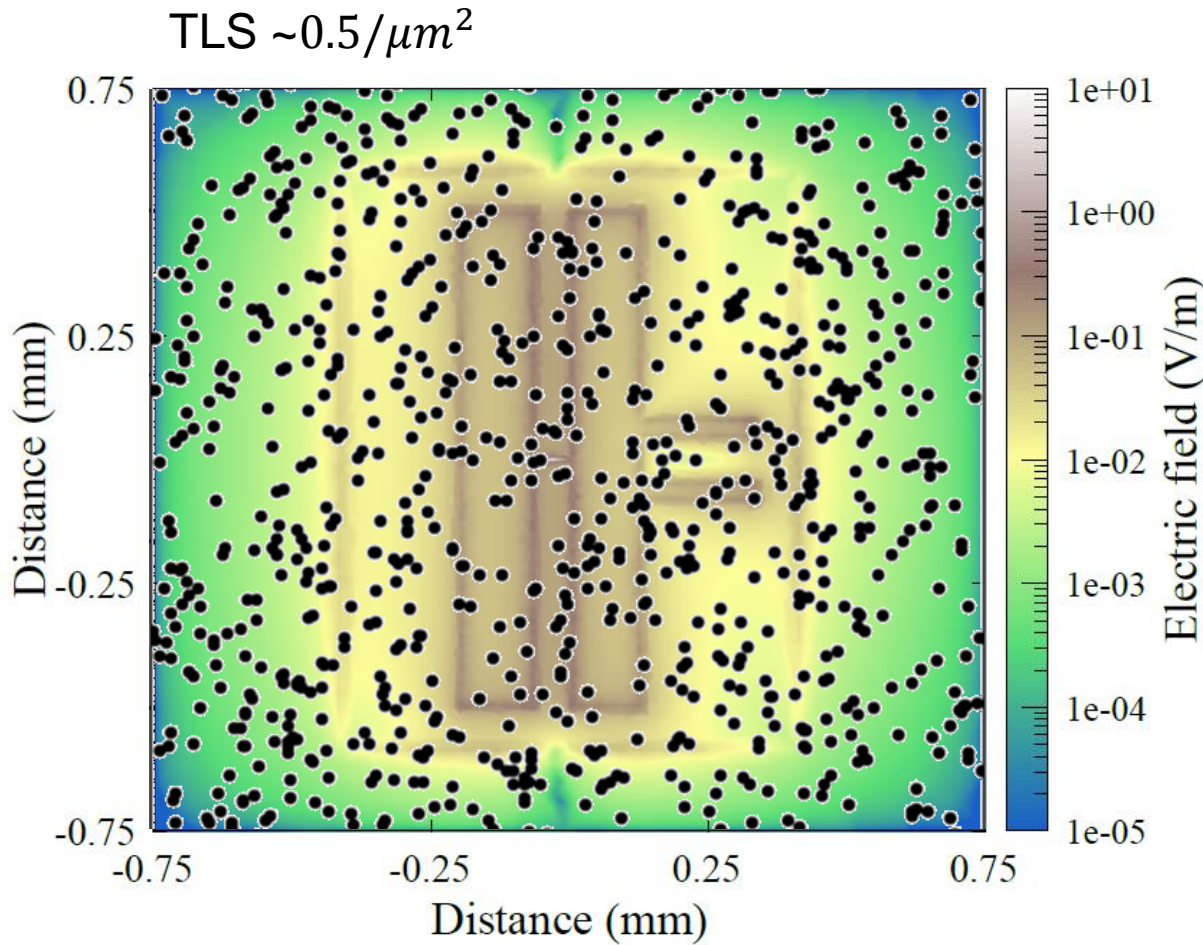 TLS ~0.5/μm²
0.75
0.25
-0.25
-0.75
Distance (mm)
-0.75
-0.25
0.25
0.75
Distance (mm)
1e+01
1e+00
1e-01
1e-02
1e-03
1e-04
1e-05
Electric field (V/m)